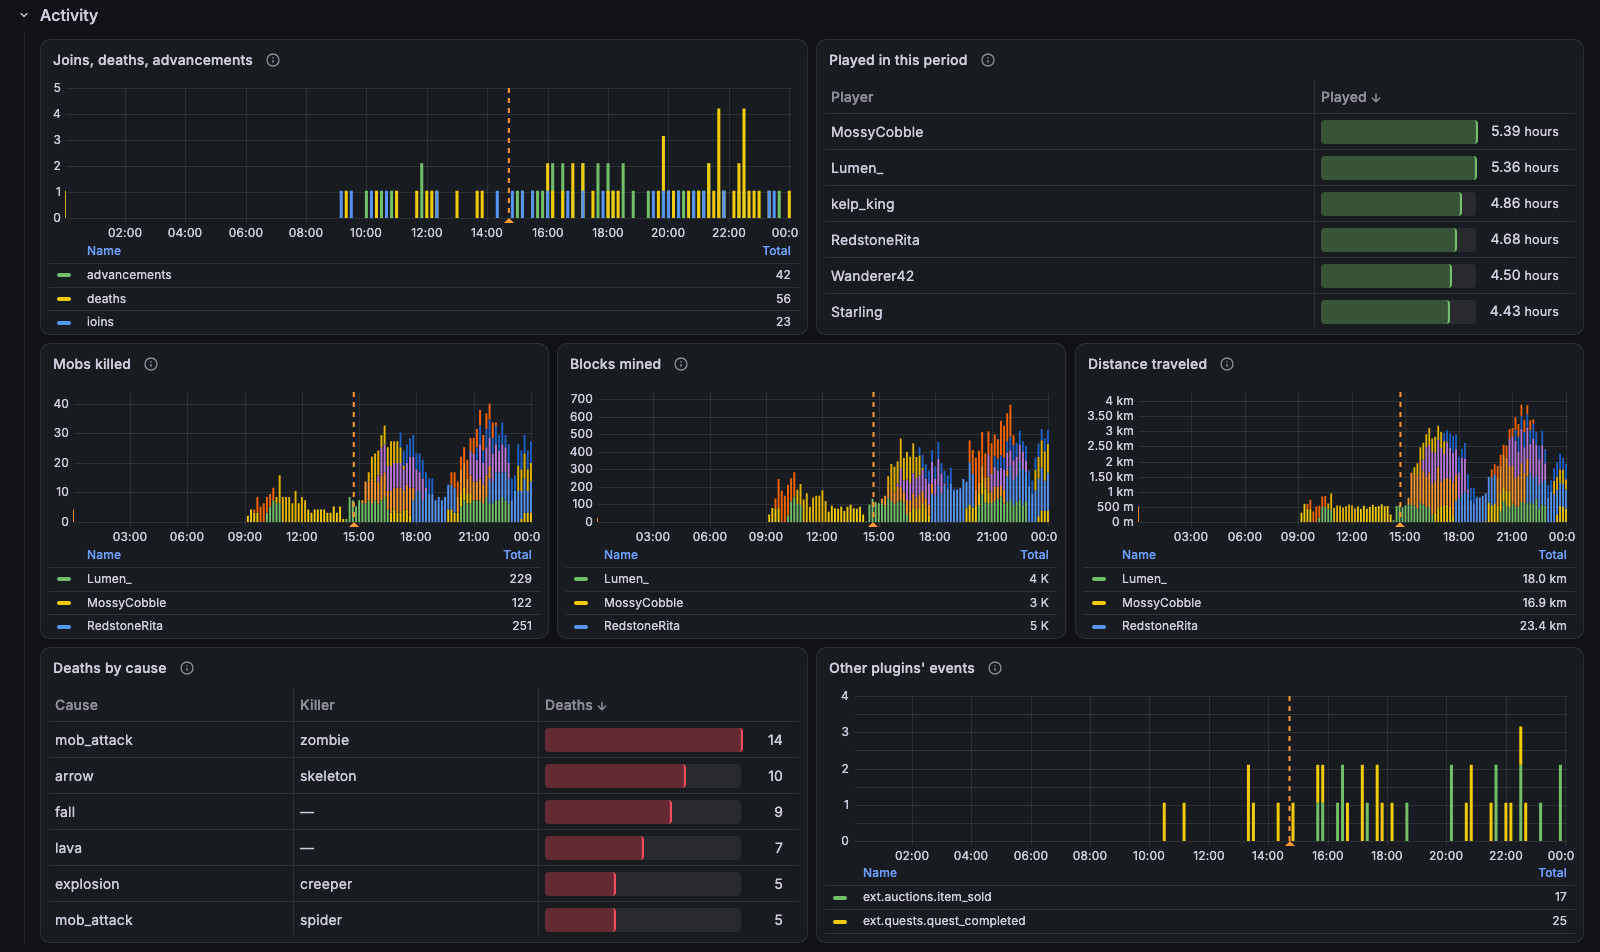 Activity
Joins, deaths, advancements
5
4
3
2
1
0
02:00 04:00 06:00 08:00 10:00 12:00 14:00 16:00 18:00 20:00 22:00 00:0
Name Total
advancements 42
deaths 56
joins 23
Played in this period
Player Played ↓
MossyCobble 5.39 hours
Lumen_ 5.36 hours
kelp_king 4.86 hours
RedstoneRita 4.68 hours
Wanderer42 4.50 hours
Starling 4.43 hours
Mobs killed
40
30
20
10
0
03:00 06:00 09:00 12:00 15:00 18:00 21:00 00:0
Name Total
Lumen_ 229
MossyCobble 122
RedstoneRita 251
Blocks mined
700
600
500
400
300
200
100
0
03:00 06:00 09:00 12:00 15:00 18:00 21:00 00:0
Name Total
Lumen_ 4 K
MossyCobble 3 K
RedstoneRita 5 K
Distance traveled
4 km
3.50 km
3 km
2.50 km
2 km
1.50 km
1 km
500 m
0 m
03:00 06:00 09:00 12:00 15:00 18:00 21:00 00:0
Name Total
Lumen_ 18.0 km
MossyCobble 16.9 km
RedstoneRita 23.4 km
Deaths by cause
Cause Killer Deaths ↓
mob_attack zombie 14
arrow skeleton 10
fall — 9
lava — 7
explosion creeper 5
mob_attack spider 5
Other plugins' events
4
3
2
1
0
02:00 04:00 06:00 08:00 10:00 12:00 14:00 16:00 18:00 20:00 22:00 00:0
Name Total
ext.auctions.item_sold 17
ext.quests.quest_completed 25